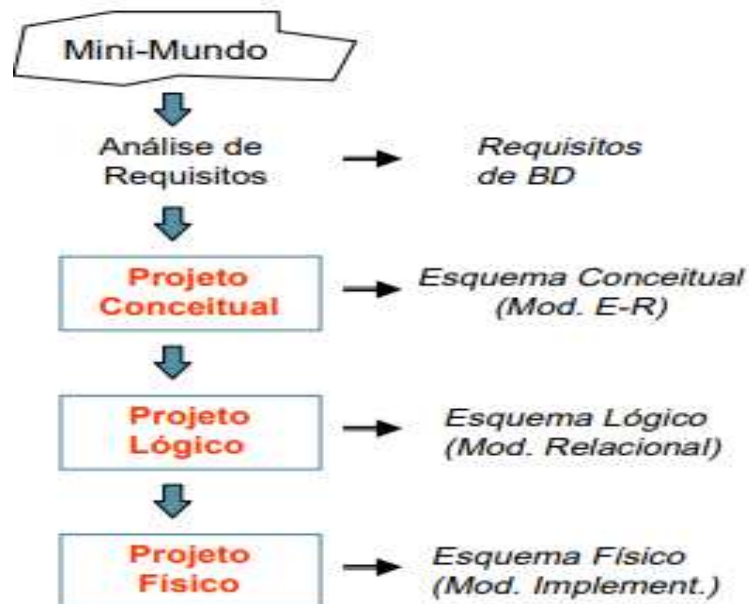 Mini-Mundo
Análise de
Requisitos
Requisitos
de BD
Projeto
Conceitual
Esquema Conceitual
(Mod. E-R)
Projeto
Lógico
Esquema Lógico
(Mod. Relacional)
Projeto
Físico
Esquema Físico
(Mod. Implement.)